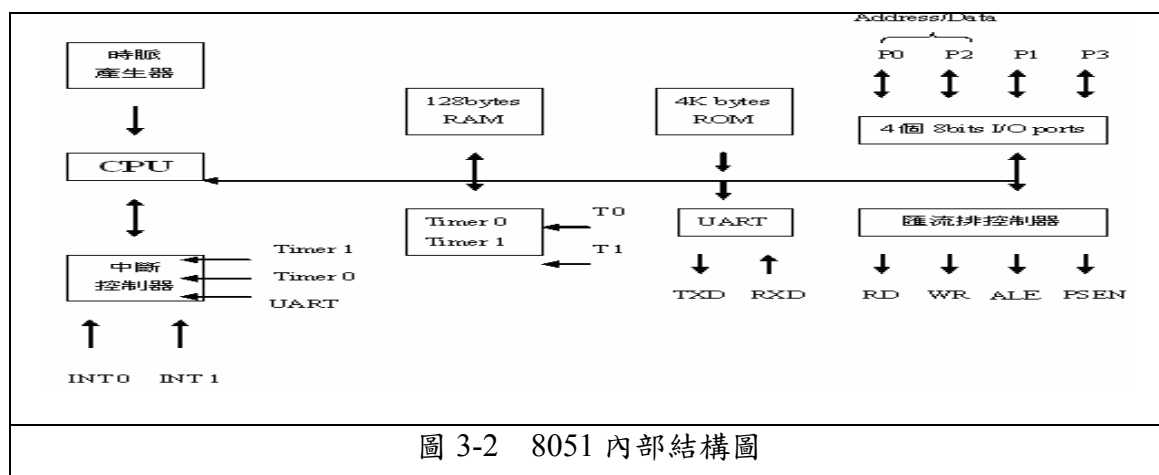 Address/Data
P0 P2 P1 P3
時脈
產生器
128bytes
RAM
4K bytes
ROM
4個 8bits I/O ports
CPU
Timer 0
Timer 1
T0
T1
UART
匯流排控制器
中斷
控制器
Timer 1
Timer 0
UART
TXD RXD
RD WR ALE PSEN
INT0 INT1
圖 3-2 8051 內部結構圖